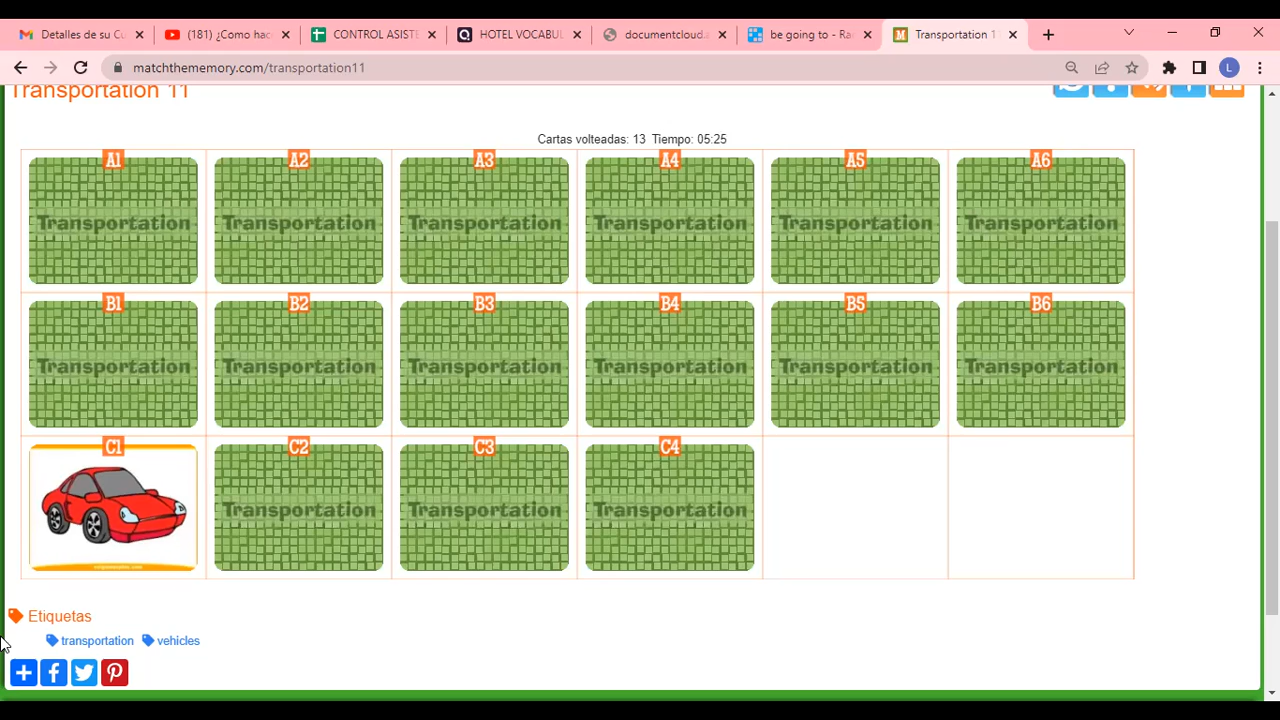 Detalles de su Cu
(181) ¿Como hac
CONTROL ASISTE
HOTEL VOCABUL
documentcloud.a
be going to - Ra
Transportation 1
matchthememory.com/transportation11
L
Transportation 11
Cartas volteadas: 13 Tiempo: 05:25
A1 A2 A3 A4 A5 A6
Transportation Transportation Transportation Transportation Transportation Transportation
B1 B2 B3 B4 B5 B6
Transportation Transportation Transportation Transportation Transportation Transportation
C1 C2 C3 C4
Transportation Transportation Transportation
Etiquetas
transportation vehicles